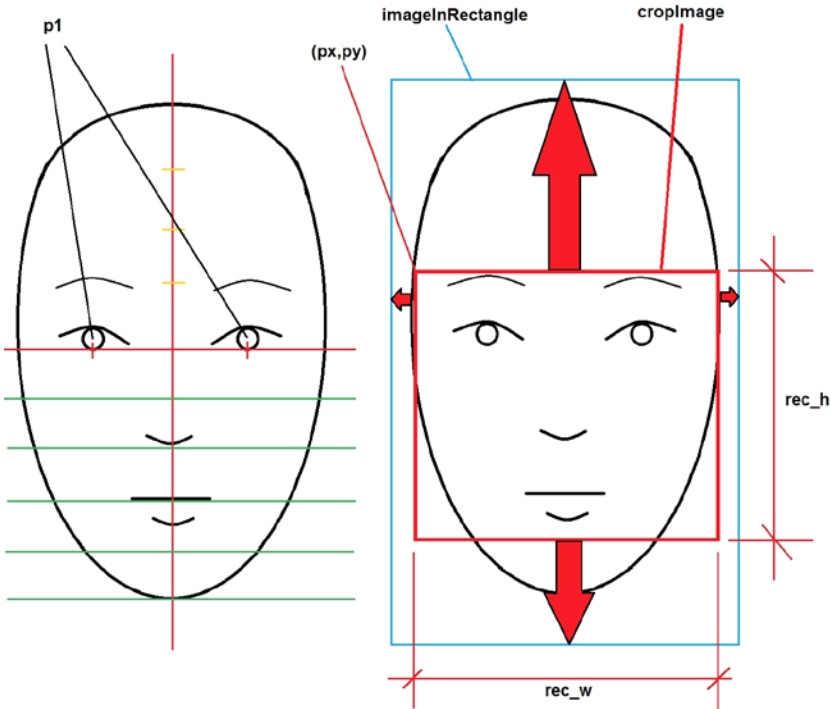 p1
imageInRectangle
cropImage
(px,py)
rec_h
rec_w